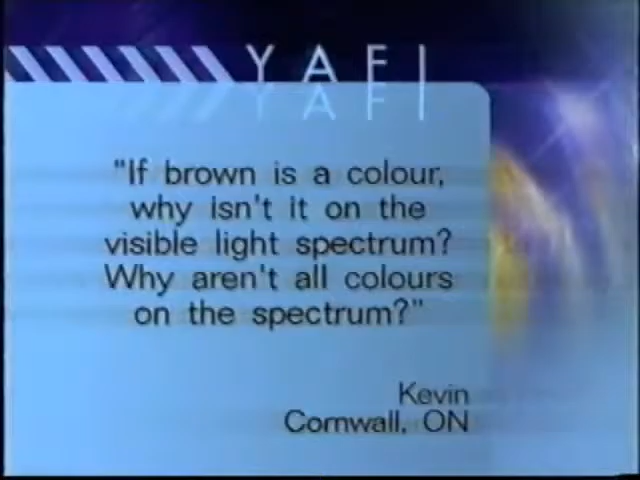 YAFI
"If brown is a colour,
why isn't it on the
visible light spectrum?
Why aren't all colours
on the spectrum?"
Kevin
Cornwall, ON